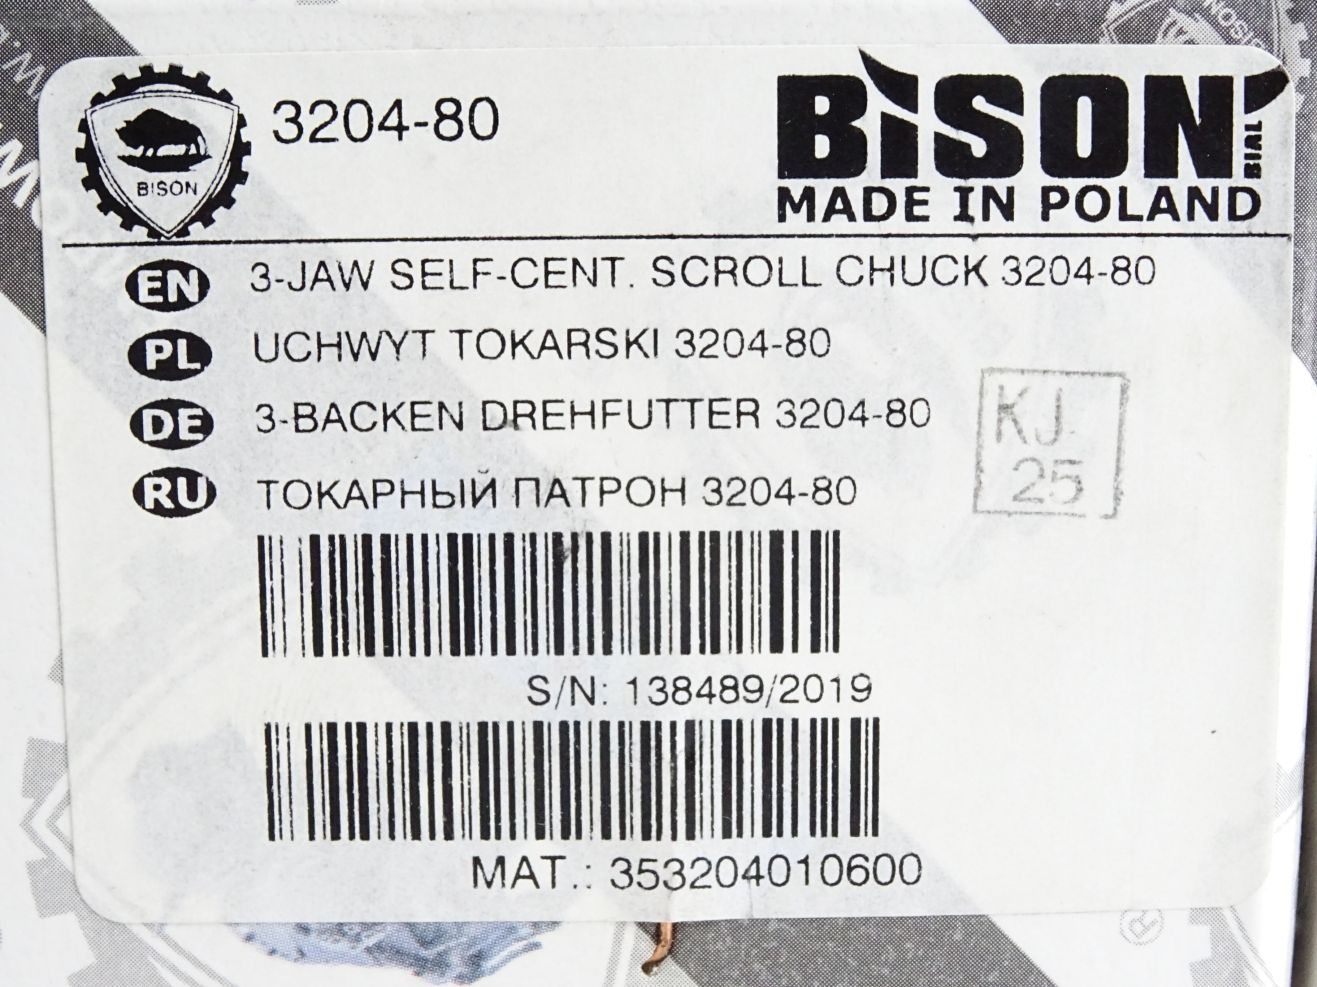 BISON
3204-80
BISON BIAL
MADE IN POLAND
EN 3-JAW SELF-CENT. SCROLL CHUCK 3204-80
PL UCHWYT TOKARSKI 3204-80
DE 3-BACKEN DREHFUTTER 3204-80
RU ТОКАРНЫЙ ПАТРОН 3204-80
KJ
25
S/N: 138489/2019
MAT.: 353204010600
®